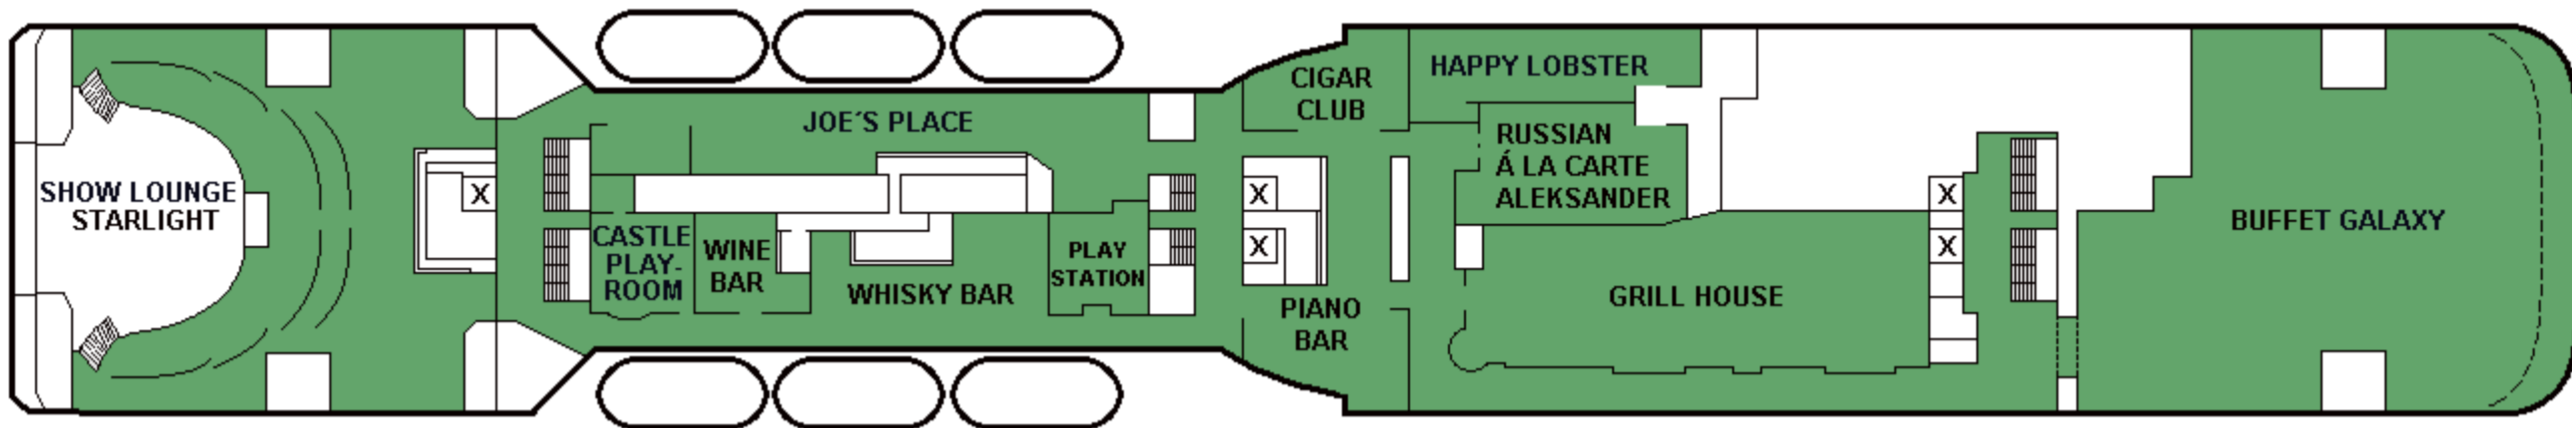 SHOW LOUNGE
STARLIGHT
X
JOE´S PLACE
CASTLE
PLAY-
ROOM
WINE
BAR
WHISKY BAR
PLAY
STATION
CIGAR
CLUB
X
X
PIANO
BAR
HAPPY LOBSTER
RUSSIAN
Á LA CARTE
ALEKSANDER
GRILL HOUSE
X
X
BUFFET GALAXY